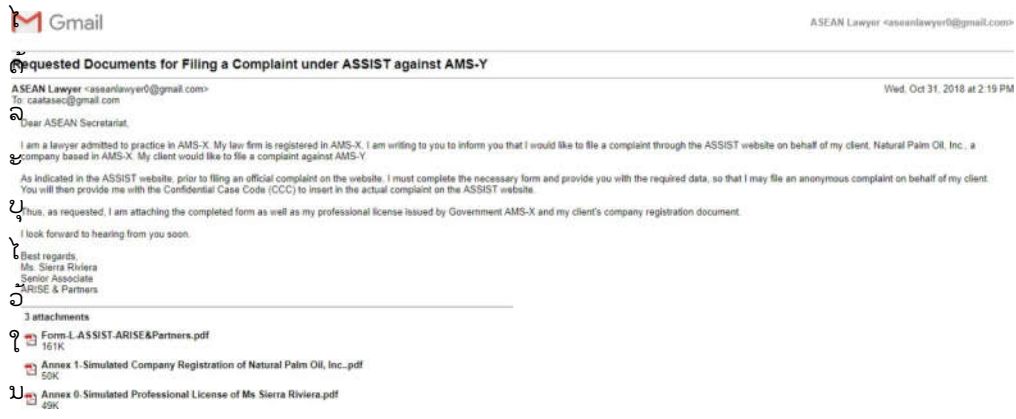 ໄດ້ລະບຸໄວ້ໃນ
Gmail
ASEAN Lawyer <aseanlawyer0@gmail.com>
Requested Documents for Filing a Complaint under ASSIST against AMS-Y
ASEAN Lawyer <aseanlawyer0@gmail.com>
Wed, Oct 31, 2018 at 2:19 PM
To: caatasec@gmail.com
Dear ASEAN Secretariat,
I am a lawyer admitted to practice in AMS-X. My law firm is registered in AMS-X. I am writing to you to inform you that I would like to file a complaint through the ASSIST website on behalf of my client, Natural Palm Oil, Inc., a
company based in AMS-X. My client would like to file a complaint against AMS-Y
As indicated in the ASSIST website, prior to filing an official complaint on the website, I must complete the necessary form and provide you with the required data, so that I may file an anonymous complaint on behalf of my client.
You will then provide me with the Confidential Case Code (CCC) to insert in the actual complaint on the ASSIST website.
Thus, as requested, I am attaching the completed form as well as my professional license issued by Government AMS-X and my client's company registration document.
I look forward to hearing from you soon.
Best regards,
Ms. Sierra Riviera
Senior Associate
ARISE & Partners
3 attachments
Form-L-ASSIST-ARISE&Partners.pdf
161K
Annex 1-Simulated Company Registration of Natural Palm Oil, Inc..pdf
50K
Annex 0-Simulated Professional License of Ms Sierra Riviera.pdf
49K